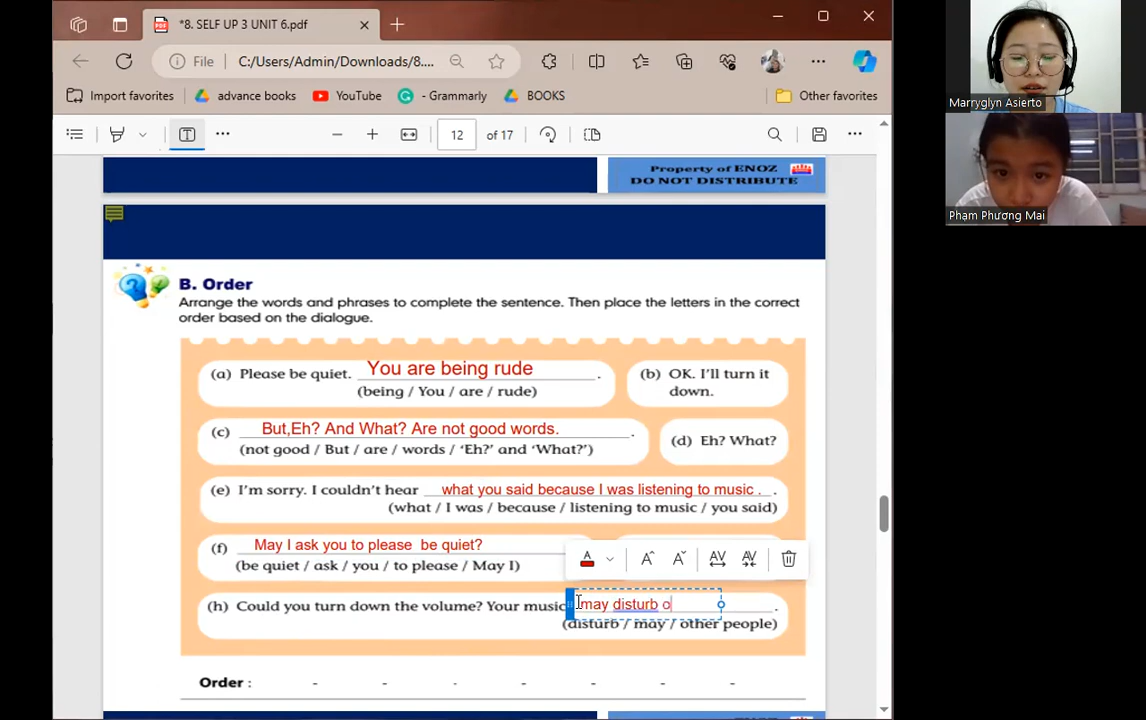 *8. SELF UP 3 UNIT 6.pdf
File C:/Users/Admin/Downloads/8....
Import favorites advance books YouTube - Grammarly BOOKS Other favorites
12 of 17
Property of ENOZ
DO NOT DISTRIBUTE
B. Order
Arrange the words and phrases to complete the sentence. Then place the letters in the correct
order based on the dialogue.
(a) Please be quiet. You are being rude.
(being / You / are / rude)
(b) OK. I'll turn it
down.
(c) But,Eh? And What? Are not good words. .
(not good / But / are / words / 'Eh?' and 'What?')
(d) Eh? What?
(e) I'm sorry. I couldn't hear what you said because I was listening to music . .
(what / I was / because / listening to music / you said)
(f) May I ask you to please be quiet?
(be quiet / ask / you / to please / May I)
(h) Could you turn down the volume? Your music may disturb o .
(disturb / may / other people)
Order : - - - - - - -
Marryglyn Asierto
Phạm Phương Mai